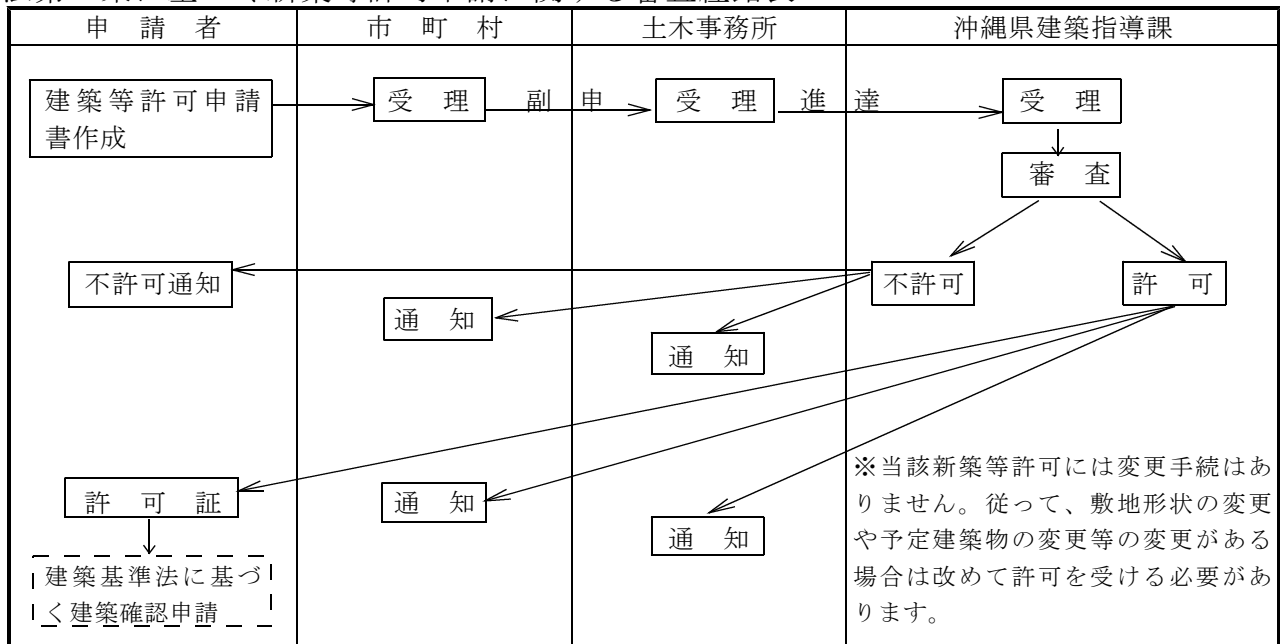 申請者 市町村 土木事務所 沖縄県建築指導課
建築等許可申請
書作成
受理 副申 受理 進達 受理
審査
不許可通知 不許可 許可
通知
通知
許可証 通知
通知
建築基準法に基づ
く建築確認申請
※当該新築等許可には変更手続はあ
りません。従って、敷地形状の変更
や予定建築物の変更等の変更がある
場合は改めて許可を受ける必要があ
ります。